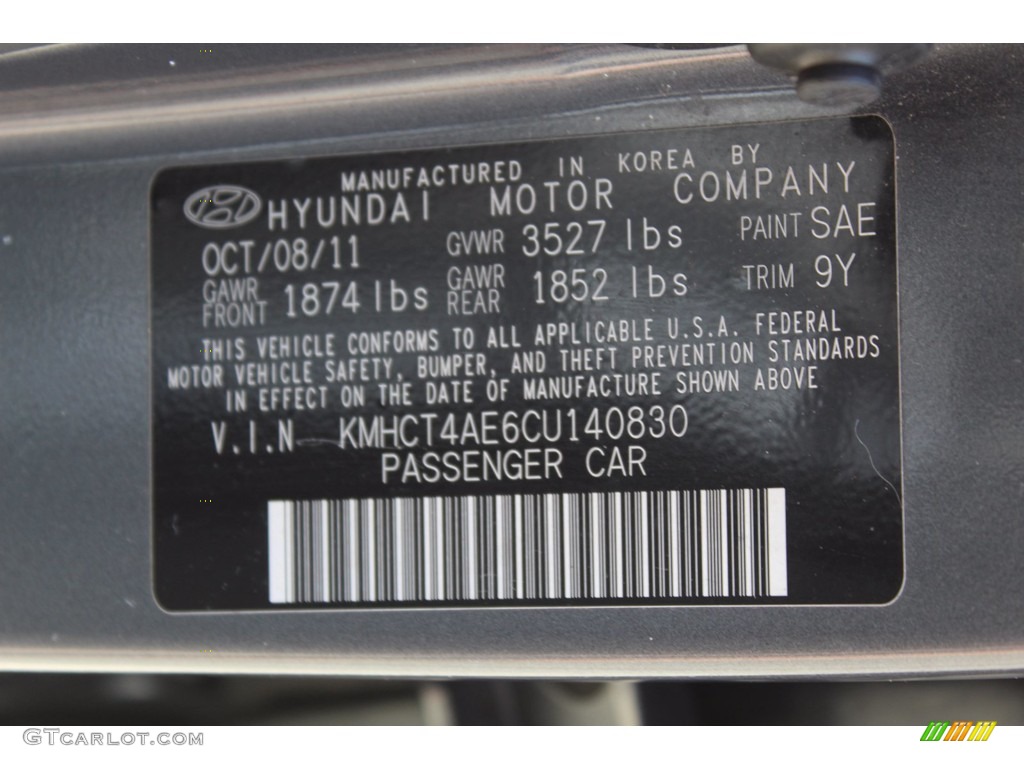 MANUFACTURED IN KOREA BY
HYUNDAI MOTOR COMPANY
OCT/08/11 GVWR 3527 lbs PAINT SAE
GAWR FRONT 1874 lbs GAWR REAR 1852 lbs TRIM 9Y
THIS VEHICLE CONFORMS TO ALL APPLICABLE U.S.A. FEDERAL
MOTOR VEHICLE SAFETY, BUMPER, AND THEFT PREVENTION STANDARDS
IN EFFECT ON THE DATE OF MANUFACTURE SHOWN ABOVE
V.I.N KMHCT4AE6CU140830
PASSENGER CAR
GTCarLot.com